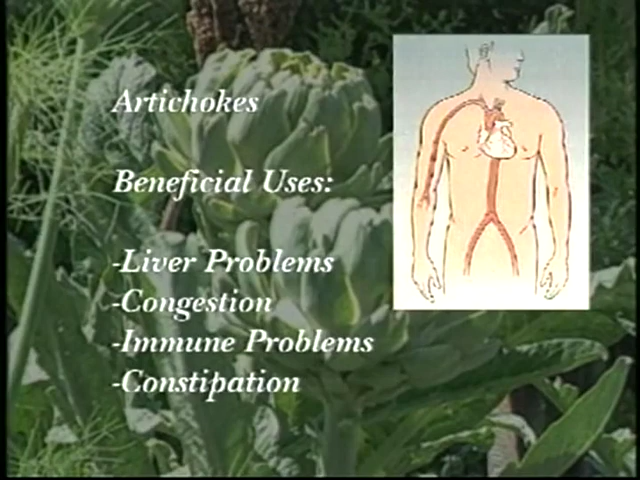 Artichokes
Beneficial Uses:
-Liver Problems
-Congestion
-Immune Problems
-Constipation